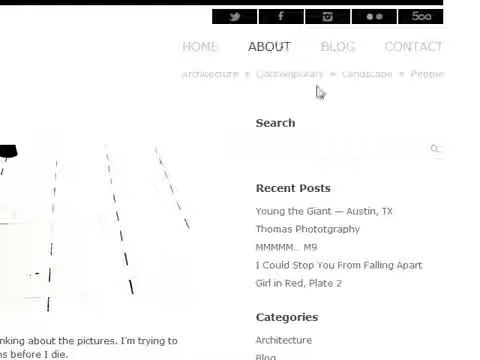 500
HOME ABOUT BLOG CONTACT
Architecture • Contemporary • Landscape • People
Search
Recent Posts
Young the Giant — Austin, TX
Thomas Phototgraphy
MMMMM... M9
I Could Stop You From Falling Apart
Girl in Red, Plate 2
Categories
Architecture
Blog
nking about the pictures. I'm trying to
ns before I die.